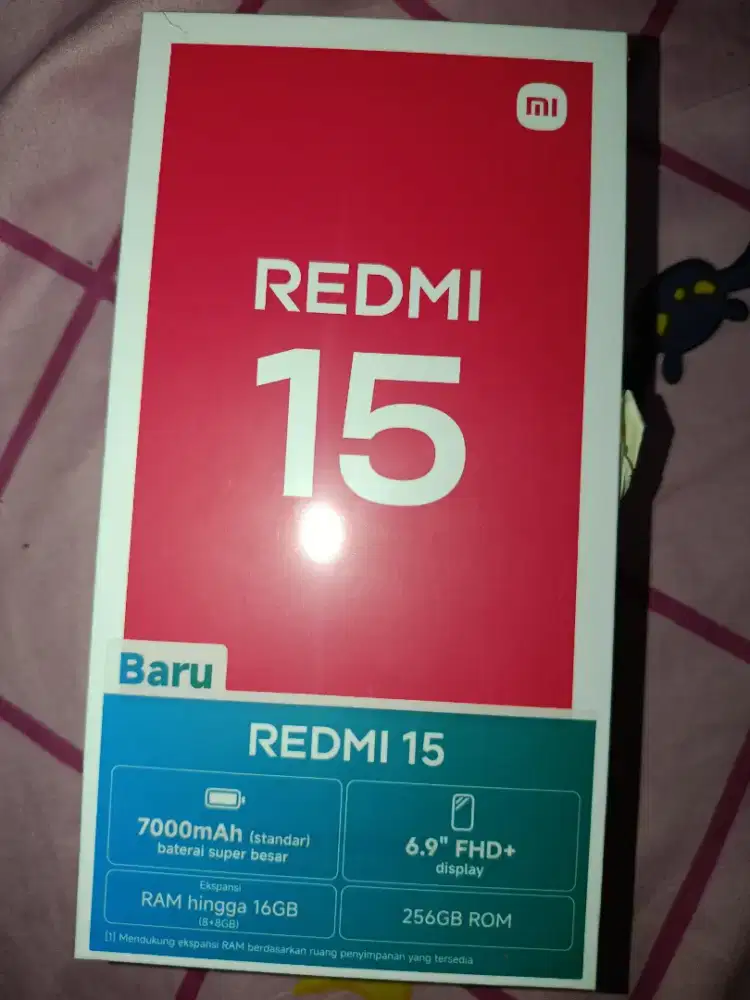 mi
REDMI
15
Baru
REDMI 15
7000mAh (standar)
baterai super besar
6.9" FHD+
display
Ekspansi
RAM hingga 16GB
(8+8GB)
256GB ROM
[1] Mendukung ekspansi RAM berdasarkan ruang penyimpanan yang tersedia